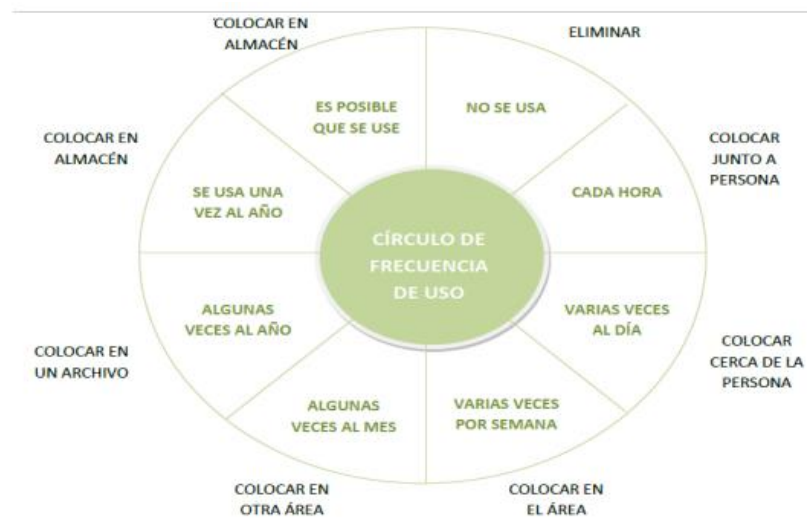 COLOCAR EN
ALMACÉN
ELIMINAR
ES POSIBLE
QUE SE USE
NO SE USA
COLOCAR EN
ALMACÉN
COLOCAR
JUNTO A
PERSONA
SE USA UNA
VEZ AL AÑO
CADA HORA
CÍRCULO DE
FRECUENCIA
DE USO
ALGUNAS
VECES AL AÑO
VARIAS VECES
AL DÍA
COLOCAR EN
UN ARCHIVO
COLOCAR
CERCA DE LA
PERSONA
ALGUNAS
VECES AL MES
VARIAS VECES
POR SEMANA
COLOCAR EN
OTRA ÁREA
COLOCAR EN
EL ÁREA